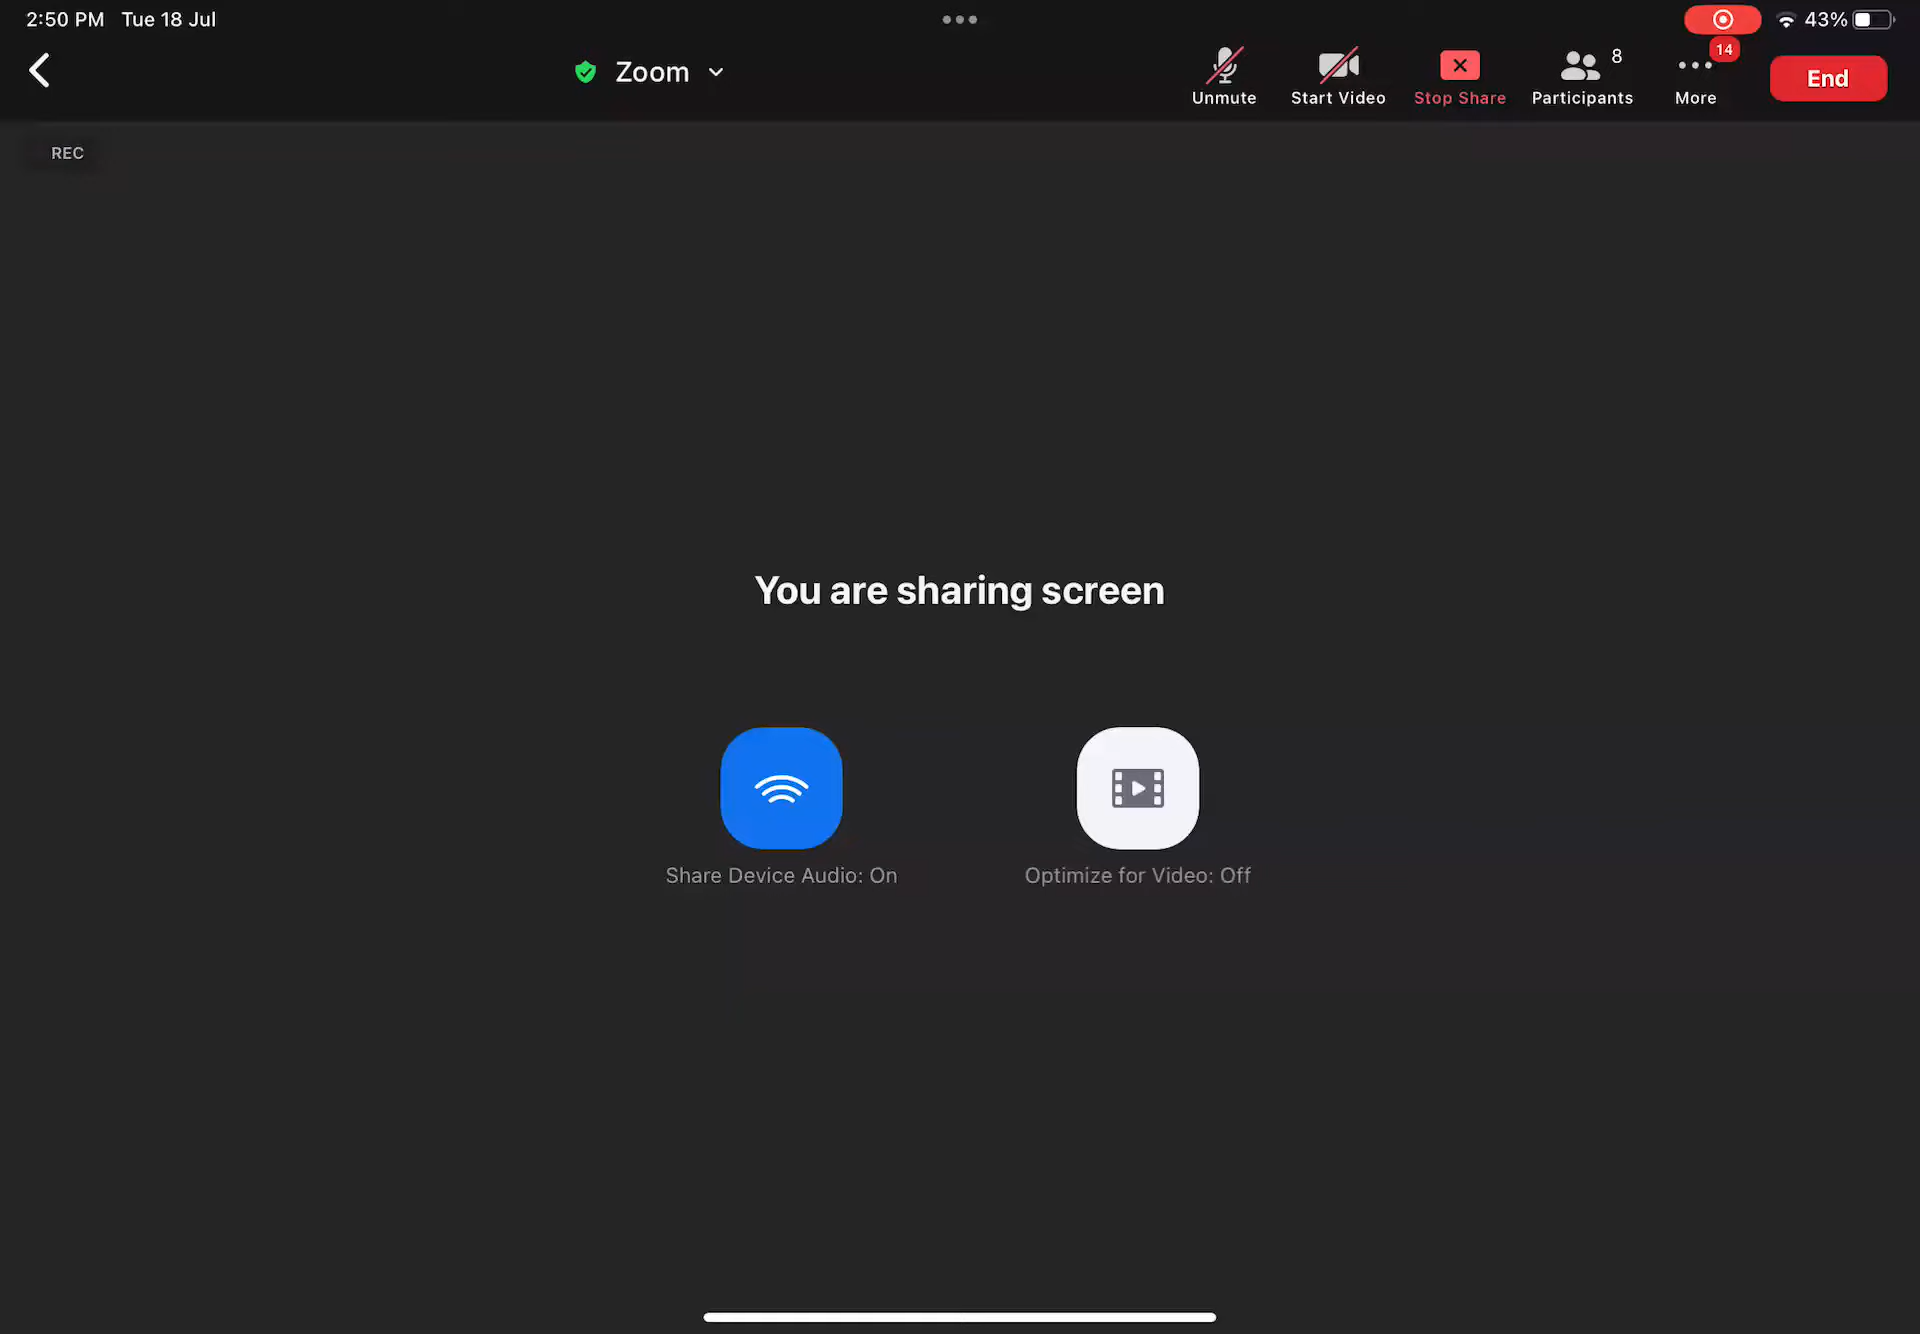 2:50 PM Tue 18 Jul
43%
Zoom
Unmute
Start Video
Stop Share
8
Participants
14
More
End
REC
You are sharing screen
Share Device Audio: On
Optimize for Video: Off